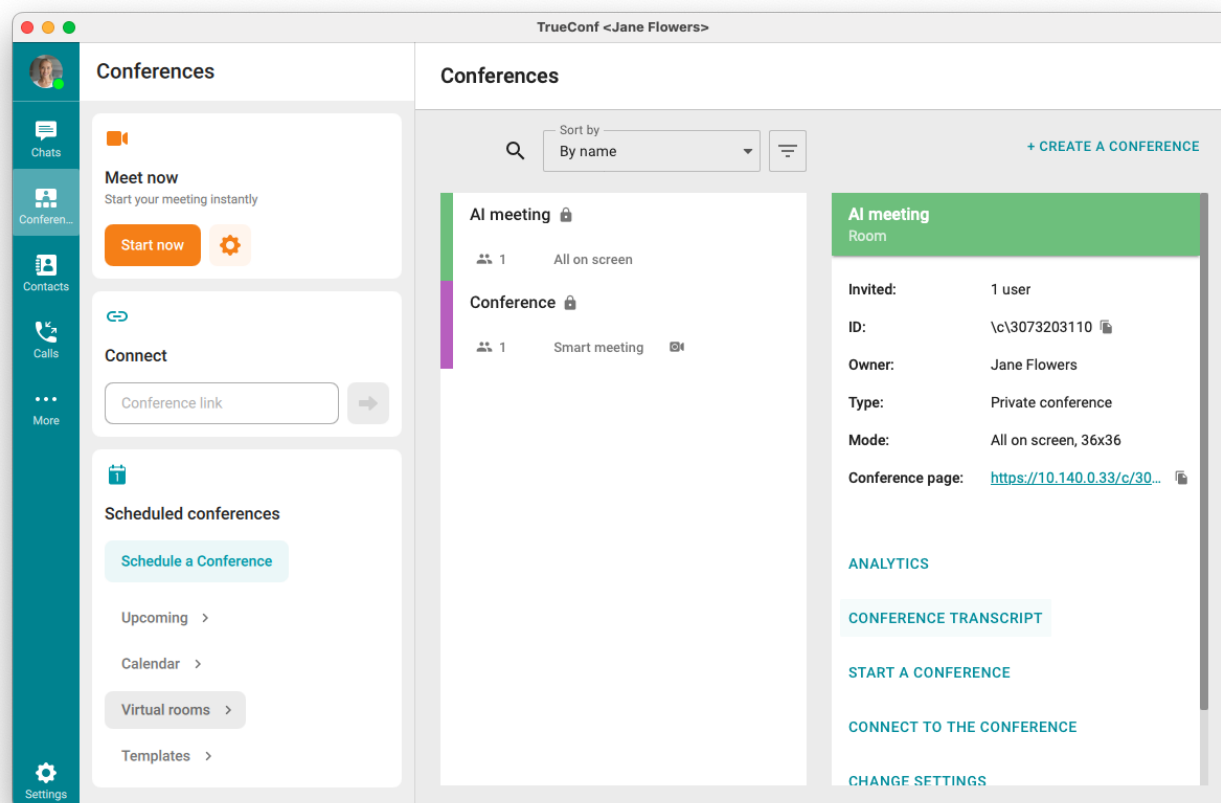 TrueConf <Jane Flowers>
Chats
Conferen...
Contacts
Calls
More
Settings
Conferences
Meet now
Start your meeting instantly
Start now
Connect
Conference link
1
Scheduled conferences
Schedule a Conference
Upcoming
Calendar
Virtual rooms
Templates
Conferences
Sort by
By name
+ CREATE A CONFERENCE
AI meeting
1 All on screen
Conference
1 Smart meeting
AI meeting
Room
Invited: 1 user
ID: \c\3073203110
Owner: Jane Flowers
Type: Private conference
Mode: All on screen, 36x36
Conference page: https://10.140.0.33/c/30...
ANALYTICS
CONFERENCE TRANSCRIPT
START A CONFERENCE
CONNECT TO THE CONFERENCE
CHANGE SETTINGS